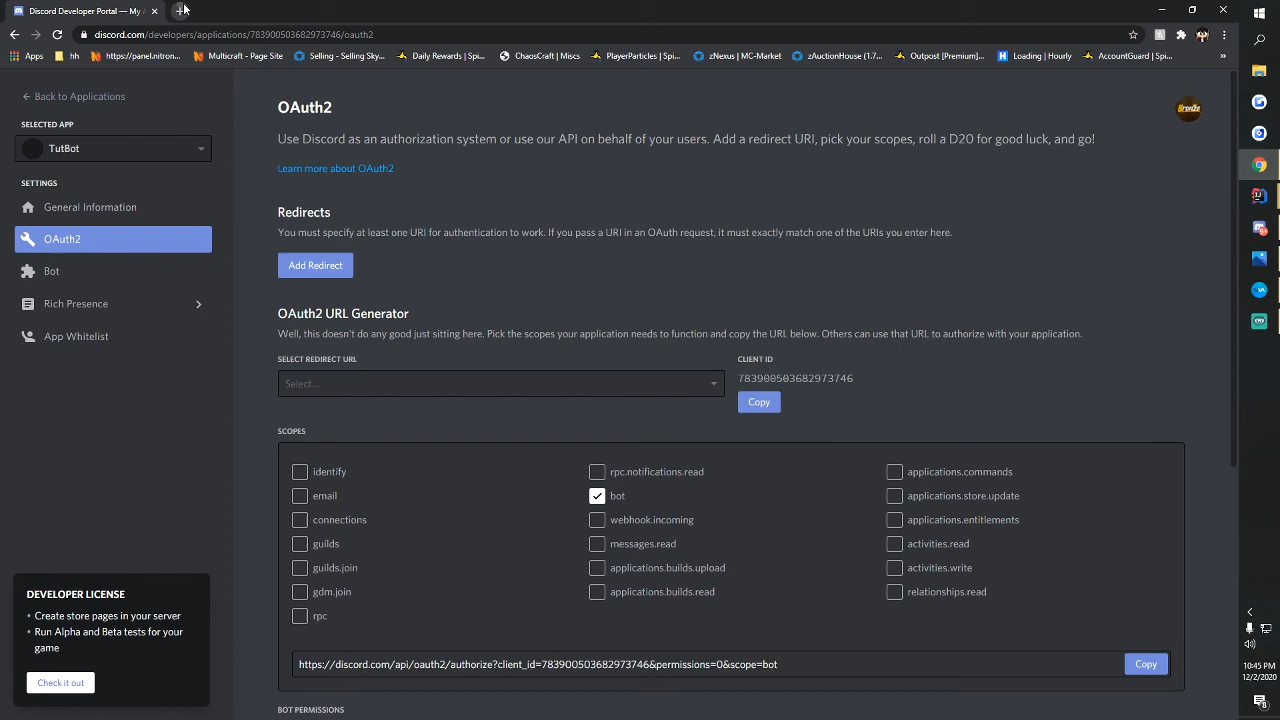 Discord Developer Portal — My A
discord.com/developers/applications/783900503682973746/oauth2
Apps
hh
https://panel.nitron...
Multicraft - Page Site
Selling - Selling Sky...
Daily Rewards | Spi...
ChaosCraft | Miscs
PlayerParticles | Spi...
zNexus | MC-Market
zAuctionHouse (1.7...
Outpost [Premium]...
Loading | Hourly
AccountGuard | Spi...
»
Back to Applications
SELECTED APP
TutBot
SETTINGS
General Information
OAuth2
Bot
Rich Presence
App Whitelist
DEVELOPER LICENSE
• Create store pages in your server
• Run Alpha and Beta tests for your
game
Check it out
OAuth2
BronZe
Use Discord as an authorization system or use our API on behalf of your users. Add a redirect URI, pick your scopes, roll a D20 for good luck, and go!
Learn more about OAuth2
Redirects
You must specify at least one URI for authentication to work. If you pass a URI in an OAuth request, it must exactly match one of the URIs you enter here.
Add Redirect
OAuth2 URL Generator
Well, this doesn't do any good just sitting here. Pick the scopes your application needs to function and copy the URL below. Others can use that URL to authorize with your application.
SELECT REDIRECT URL
Select...
CLIENT ID
783900503682973746
Copy
SCOPES
identify
email
connections
guilds
guilds.join
gdm.join
rpc
rpc.notifications.read
bot
webhook.incoming
messages.read
applications.builds.upload
applications.builds.read
applications.commands
applications.store.update
applications.entitlements
activities.read
activities.write
relationships.read
https://discord.com/api/oauth2/authorize?client_id=783900503682973746&permissions=0&scope=bot
Copy
BOT PERMISSIONS
10:45 PM
12/2/2020